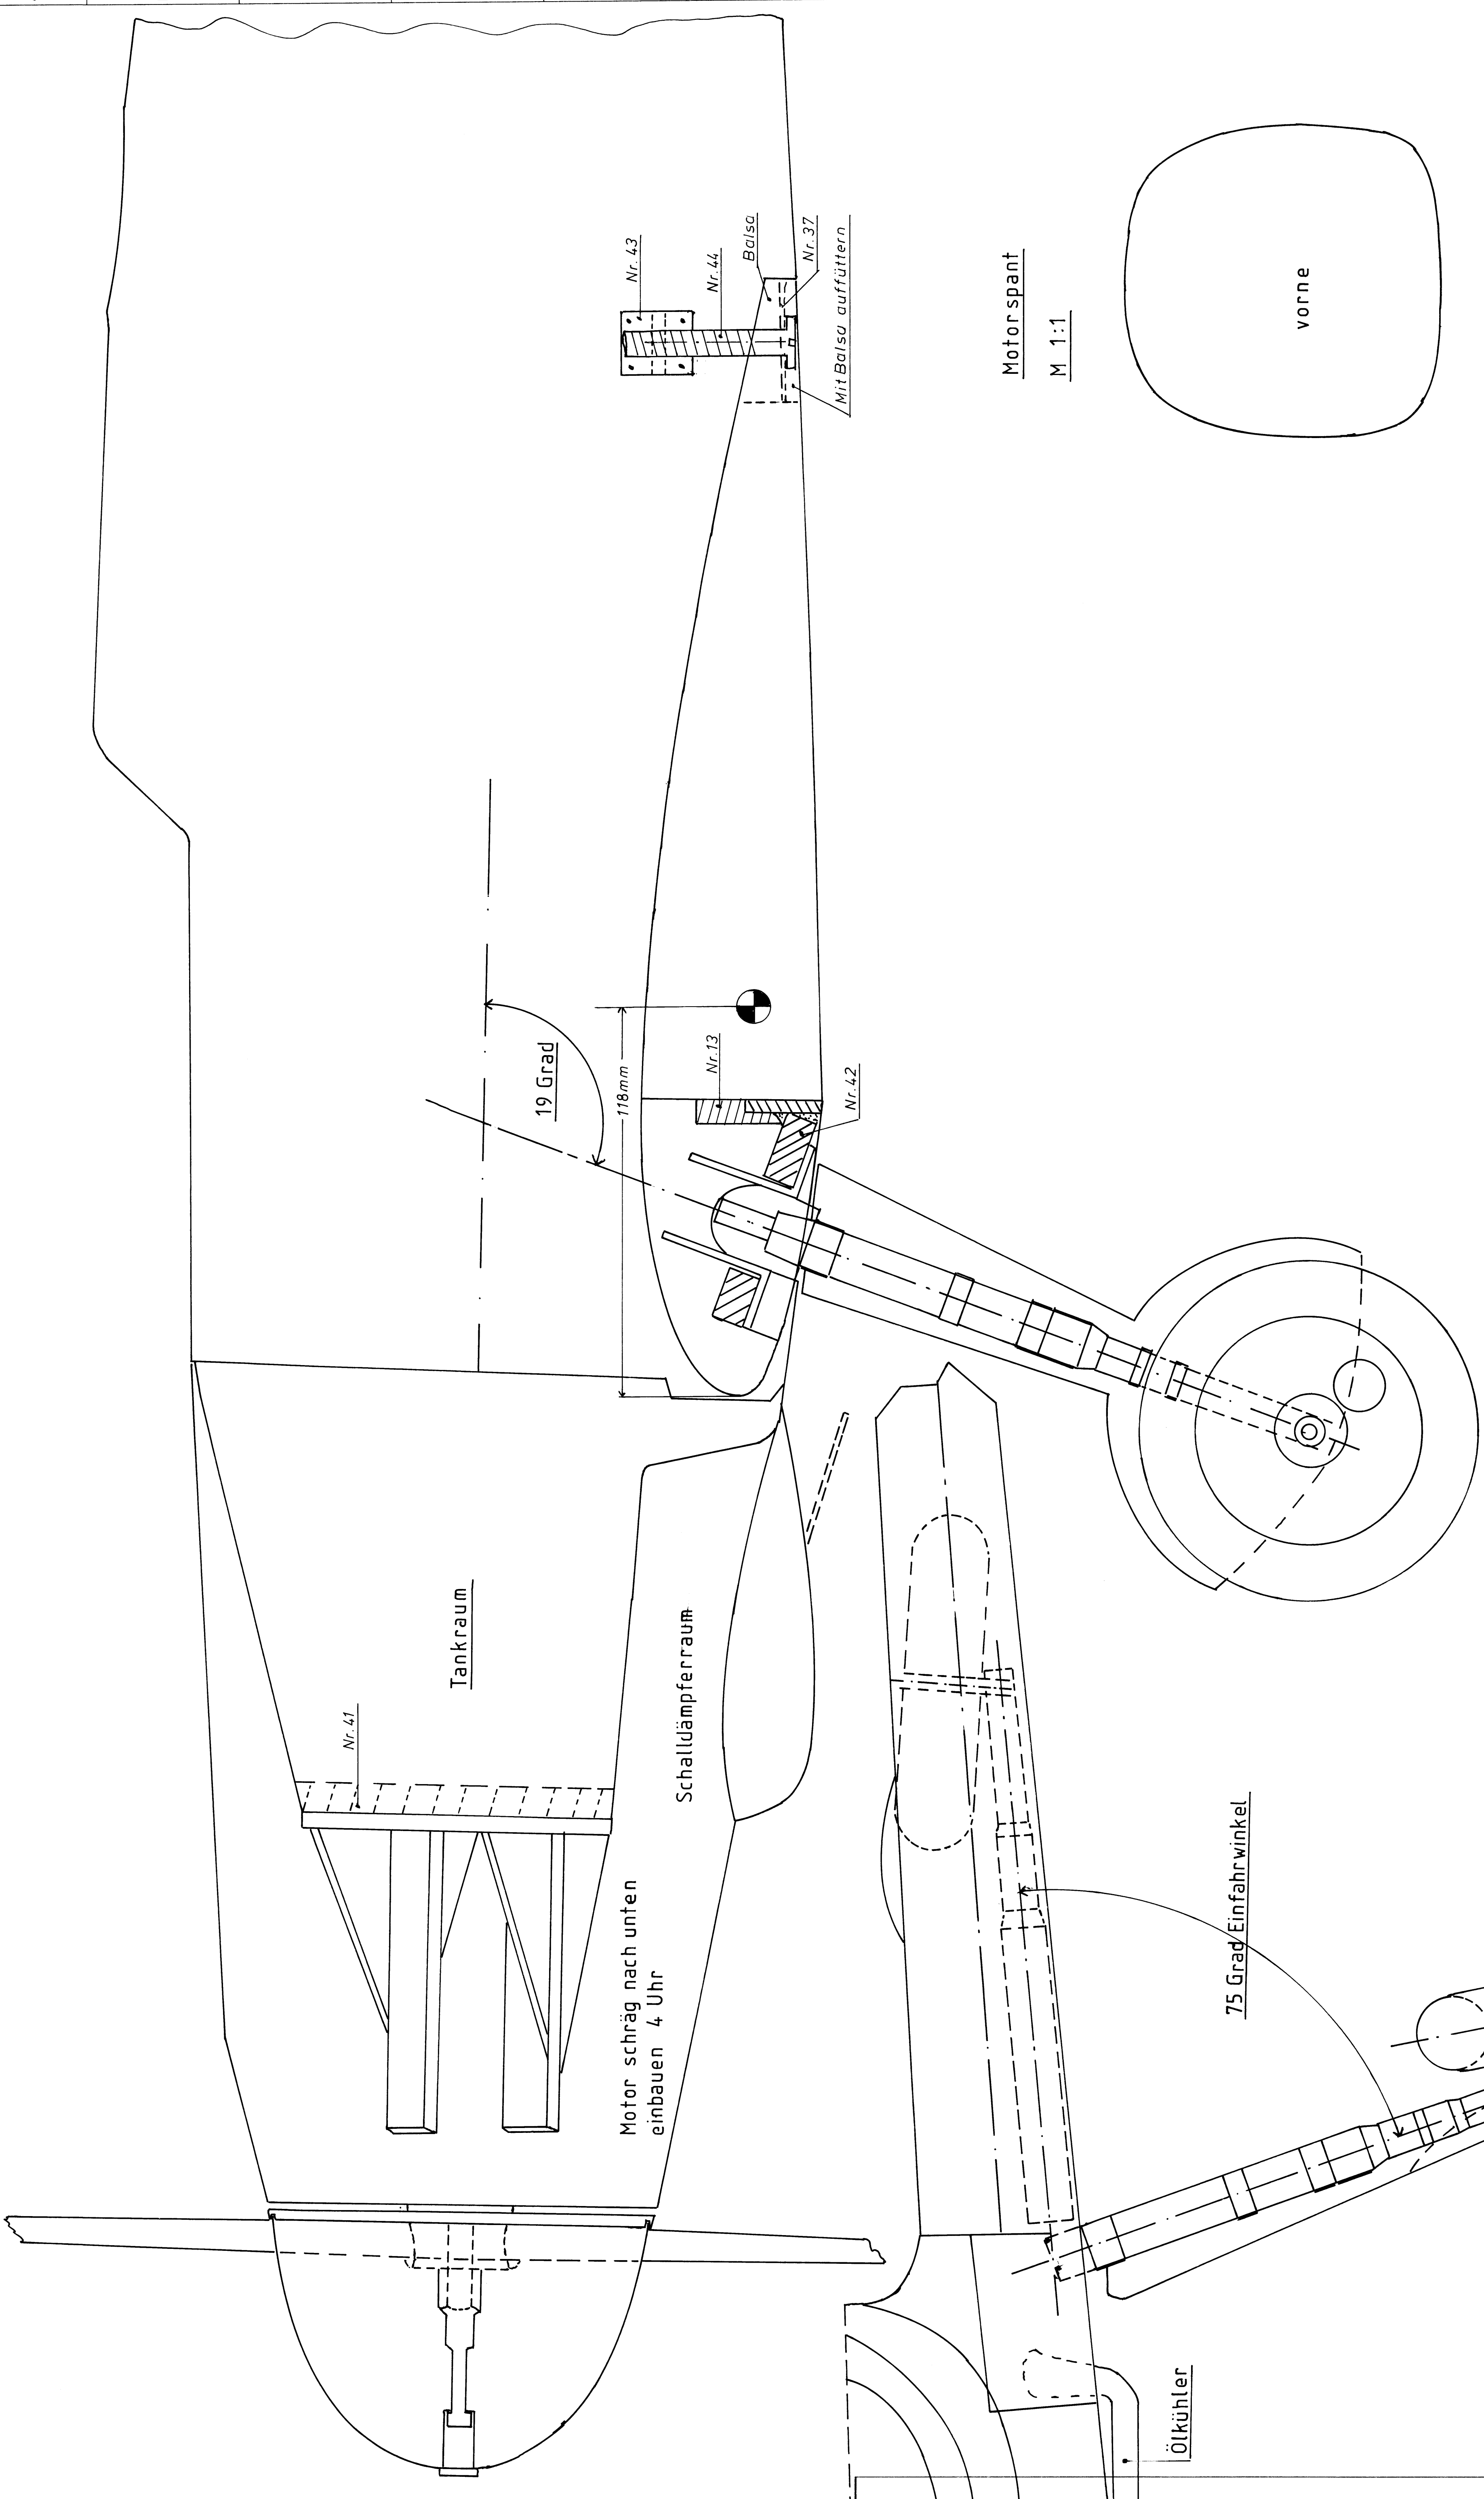 Nr. 43
Nr. 44
Balsa
Nr. 37
Mit Balsa auffüttern
Motorspant
M 1:1
vorne
19 Grad
118mm
Nr. 13
Nr. 42
Tankraum
Nr. 41
Schalldämpferraum
Motor schräg nach unten
einbauen 4 Uhr
75 Grad Einfahrwinkel
Ölkühler